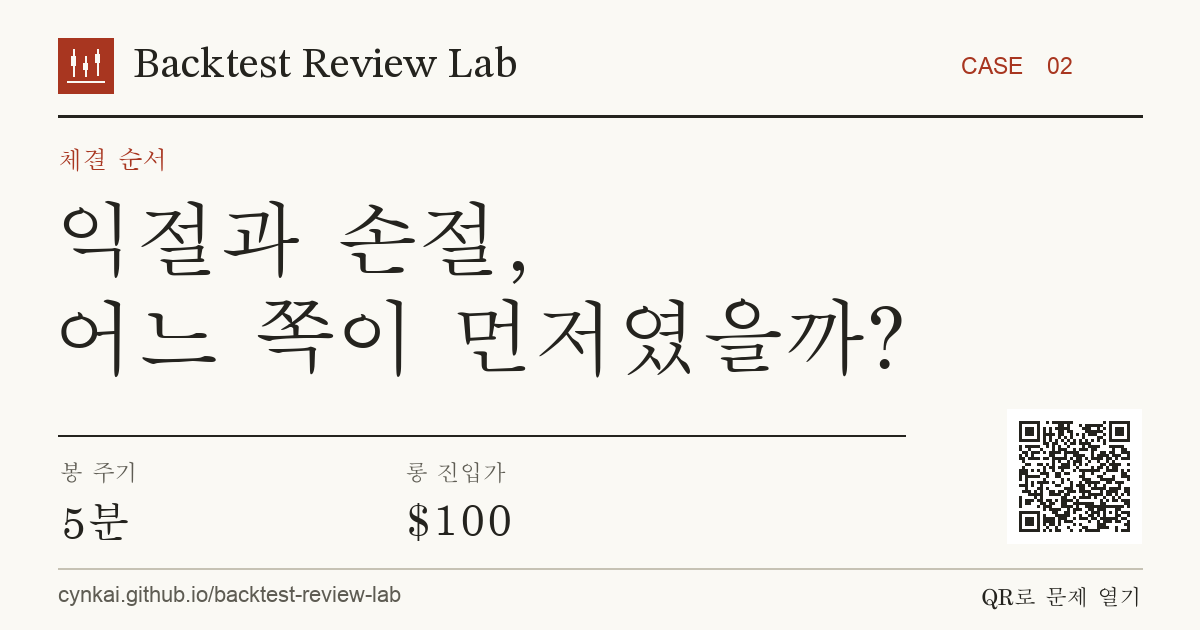 Backtest Review Lab
CASE 02
체결 순서
익절과 손절,
어느 쪽이 먼저였을까?
봉 주기
롱 진입가
5분
$100
cynkai.github.io/backtest-review-lab
QR로 문제 열기